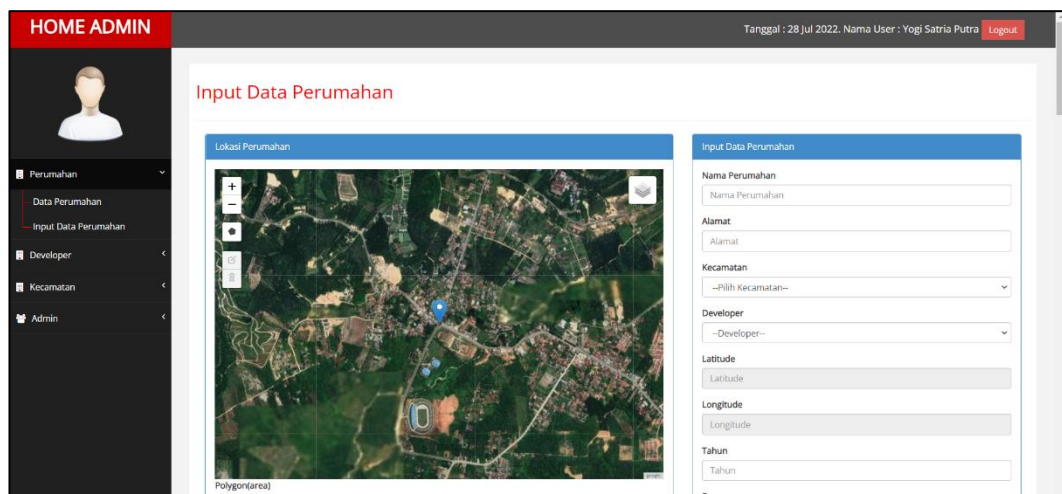 HOME ADMIN
Tanggal : 28 Jul 2022. Nama User : Yogi Satria Putra Logout
Perumahan
Data Perumahan
Input Data Perumahan
Developer
Kecamatan
Admin
Input Data Perumahan
Lokasi Perumahan
+
−
Polygon(area)
Input Data Perumahan
Nama Perumahan
Nama Perumahan
Alamat
Alamat
Kecamatan
--Pilih Kecamatan--
Developer
--Developer--
Latitude
Latitude
Longitude
Longitude
Tahun
Tahun